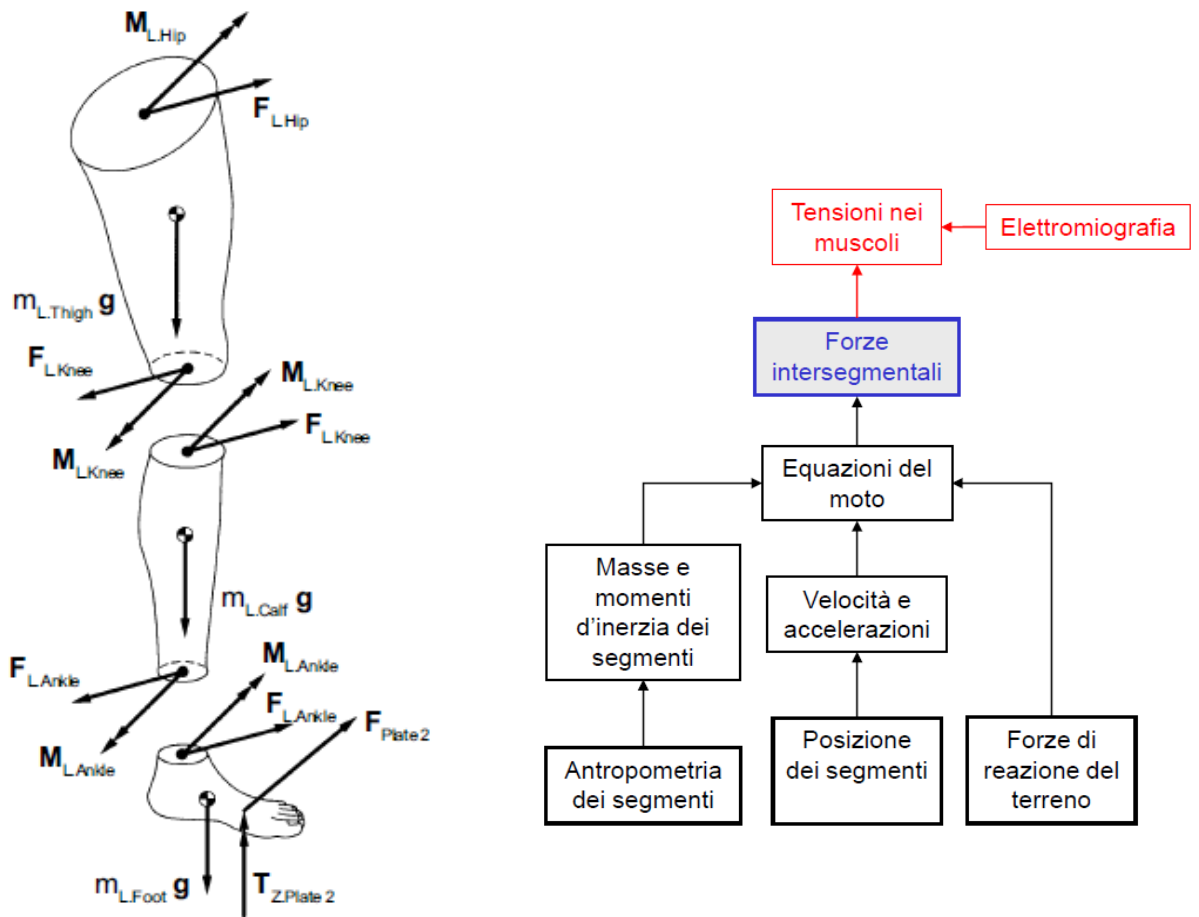 M L.Hip
F L.Hip
m L.Thigh g
F L.Knee
M L.Knee
M L.Knee
F L.Knee
m L.Calf g
F L.Ankle
M L.Ankle
M L.Ankle
F L.Ankle
F Plate 2
m L.Foot g
T Z.Plate 2
Tensioni nei
muscoli
Elettromiografia
Forze
intersegmentali
Equazioni del
moto
Masse e
momenti
d'inerzia dei
segmenti
Velocità e
accelerazioni
Antropometria
dei segmenti
Posizione
dei segmenti
Forze di
reazione del
terreno